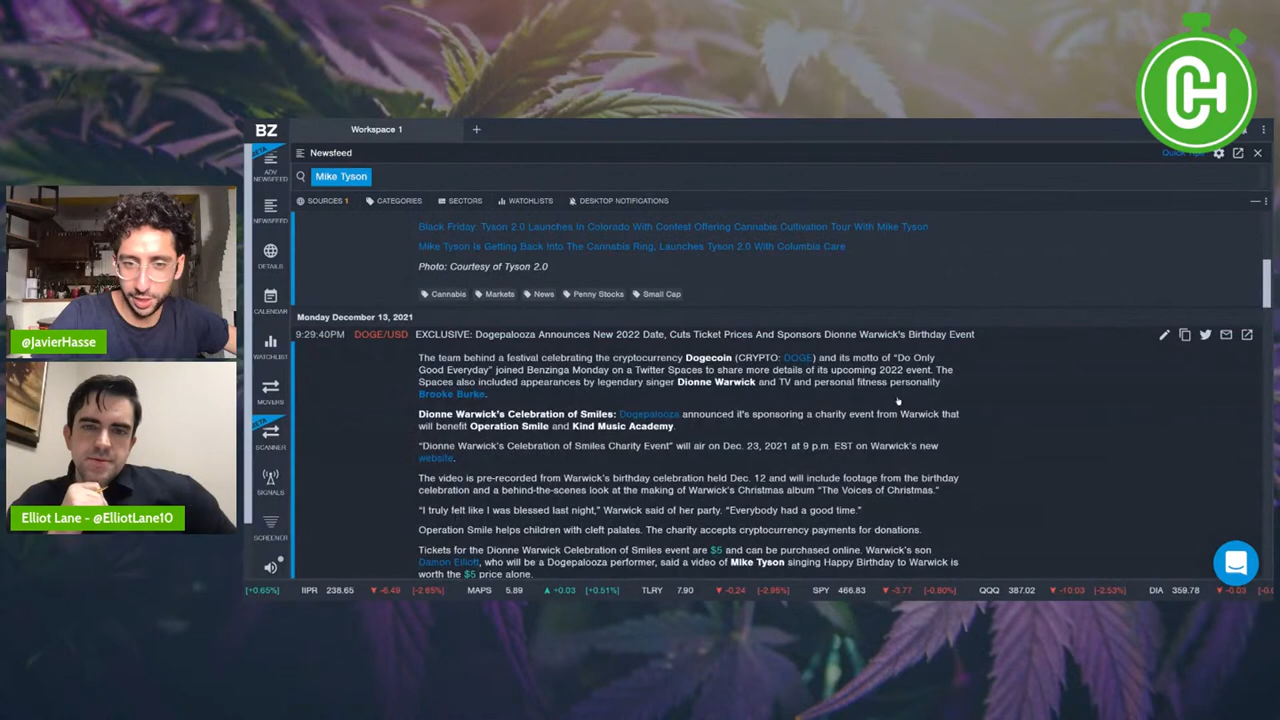 CH
BZ
Workspace 1
+
Newsfeed
BETA
Mike Tyson
SOURCES 1 CATEGORIES SECTORS WATCHLISTS DESKTOP NOTIFICATIONS
ADV
NEWSFEED
NEWSFEED
DETAILS
CALENDAR
WATCHLIST
MOVERS
BETA
SCANNER
SIGNALS
SCREENER
Black Friday: Tyson 2.0 Launches In Colorado With Contest Offering Cannabis Cultivation Tour With Mike Tyson
Mike Tyson Is Getting Back Into The Cannabis Ring, Launches Tyson 2.0 With Columbia Care
Photo: Courtesy of Tyson 2.0
Cannabis Markets News Penny Stocks Small Cap
Monday December 13, 2021
9:29:40PM DOGE/USD EXCLUSIVE: Dogepalooza Announces New 2022 Date, Cuts Ticket Prices And Sponsors Dionne Warwick's Birthday Event
The team behind a festival celebrating the cryptocurrency Dogecoin (CRYPTO: DOGE) and its motto of “Do Only
Good Everyday” joined Benzinga Monday on a Twitter Spaces to share more details of its upcoming 2022 event. The
Spaces also included appearances by legendary singer Dionne Warwick and TV and personal fitness personality
Brooke Burke.
Dionne Warwick's Celebration of Smiles: Dogepalooza announced it's sponsoring a charity event from Warwick that
will benefit Operation Smile and Kind Music Academy.
“Dionne Warwick's Celebration of Smiles Charity Event” will air on Dec. 23, 2021 at 9 p.m. EST on Warwick's new
website.
The video is pre-recorded from Warwick's birthday celebration held Dec. 12 and will include footage from the birthday
celebration and a behind-the-scenes look at the making of Warwick's Christmas album “The Voices of Christmas.”
“I truly felt like I was blessed last night,” Warwick said of her party. “Everybody had a good time.”
Operation Smile helps children with cleft palates. The charity accepts cryptocurrency payments for donations.
Tickets for the Dionne Warwick Celebration of Smiles event are $5 and can be purchased online. Warwick's son
Damon Elliott, who will be a Dogepalooza performer, said a video of Mike Tyson singing Happy Birthday to Warwick is
worth the $5 price alone.
[+0.65%] IIPR 238.65 ▼ -6.49 [-2.65%] MAPS 5.89 ▲ +0.03 [+0.51%] TLRY 7.90 ▼ -0.24 [-2.95%] SPY 466.83 ▼ -3.77 [-0.80%] QQQ 387.02 ▼ -10.03 [-2.53%] DIA 359.78 ▼ -0.03
@JavierHasse
Elliot Lane - @ElliotLane10